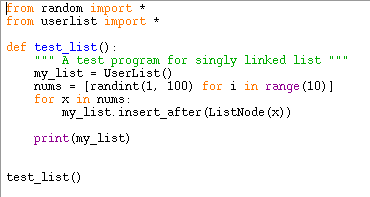 from random import *
from userlist import *
def test_list():
""" A test program for singly linked list """
my_list = UserList()
nums = [randint(1, 100) for i in range(10)]
for x in nums:
my_list.insert_after(ListNode(x))
print(my_list)
test_list()